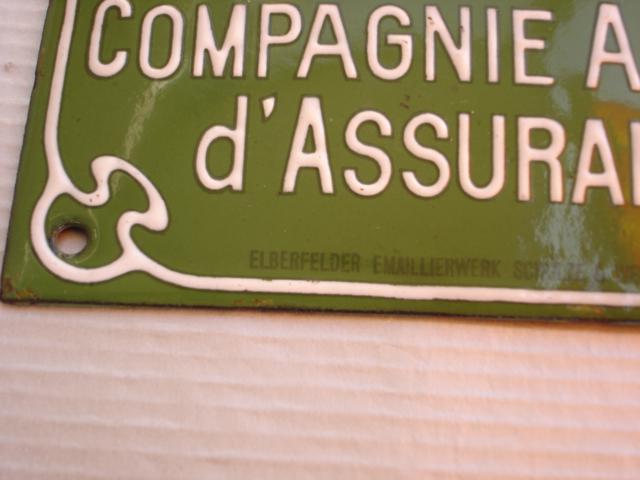 COMPAGNIE A
d'ASSURA
ELBERFELDER EMAILLIERWERK